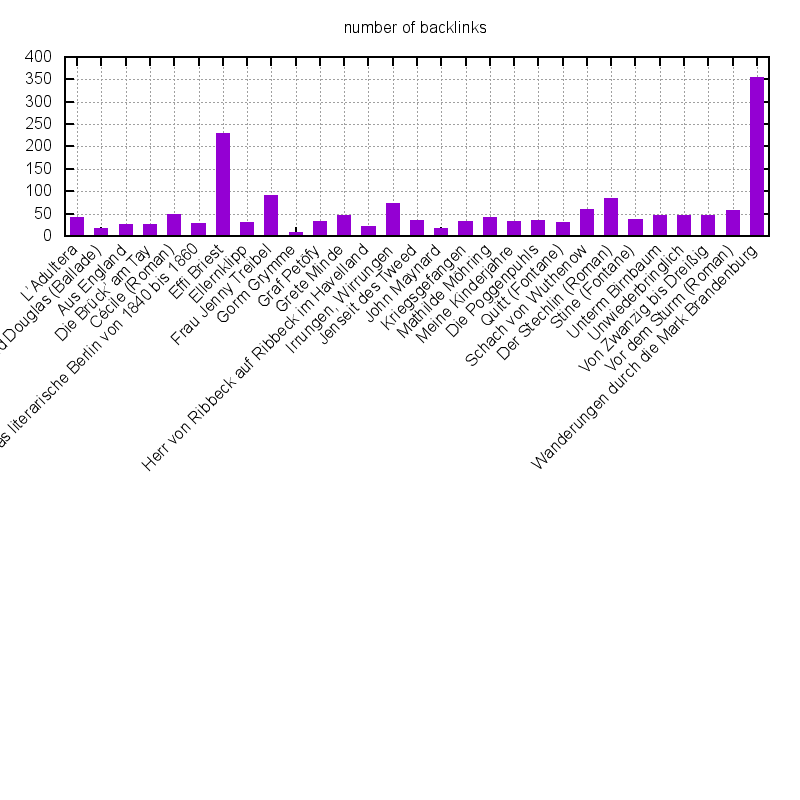 number of backlinks
400
350
300
250
200
150
100
50
0
L'Adultera
Douglas (Ballade)
Aus England
Die Brück' am Tay
Cécile (Roman)
literarische Berlin von 1840 bis 1860
Effi Briest
Ellernklipp
Frau Jenny Treibel
Gorm Grymme
Graf Petöfy
Grete Minde
Herr von Ribbeck auf Ribbeck im Havelland
Irrungen, Wirrungen
Jenseit des Tweed
John Maynard
Kriegsgefangen
Mathilde Möhring
Meine Kinderjahre
Die Poggenpuhls
Quitt (Fontane)
Schach von Wuthenow
Der Stechlin (Roman)
Stine (Fontane)
Unterm Birnbaum
Unwiederbringlich
Von Zwanzig bis Dreißig
Vor dem Sturm (Roman)
Wanderungen durch die Mark Brandenburg